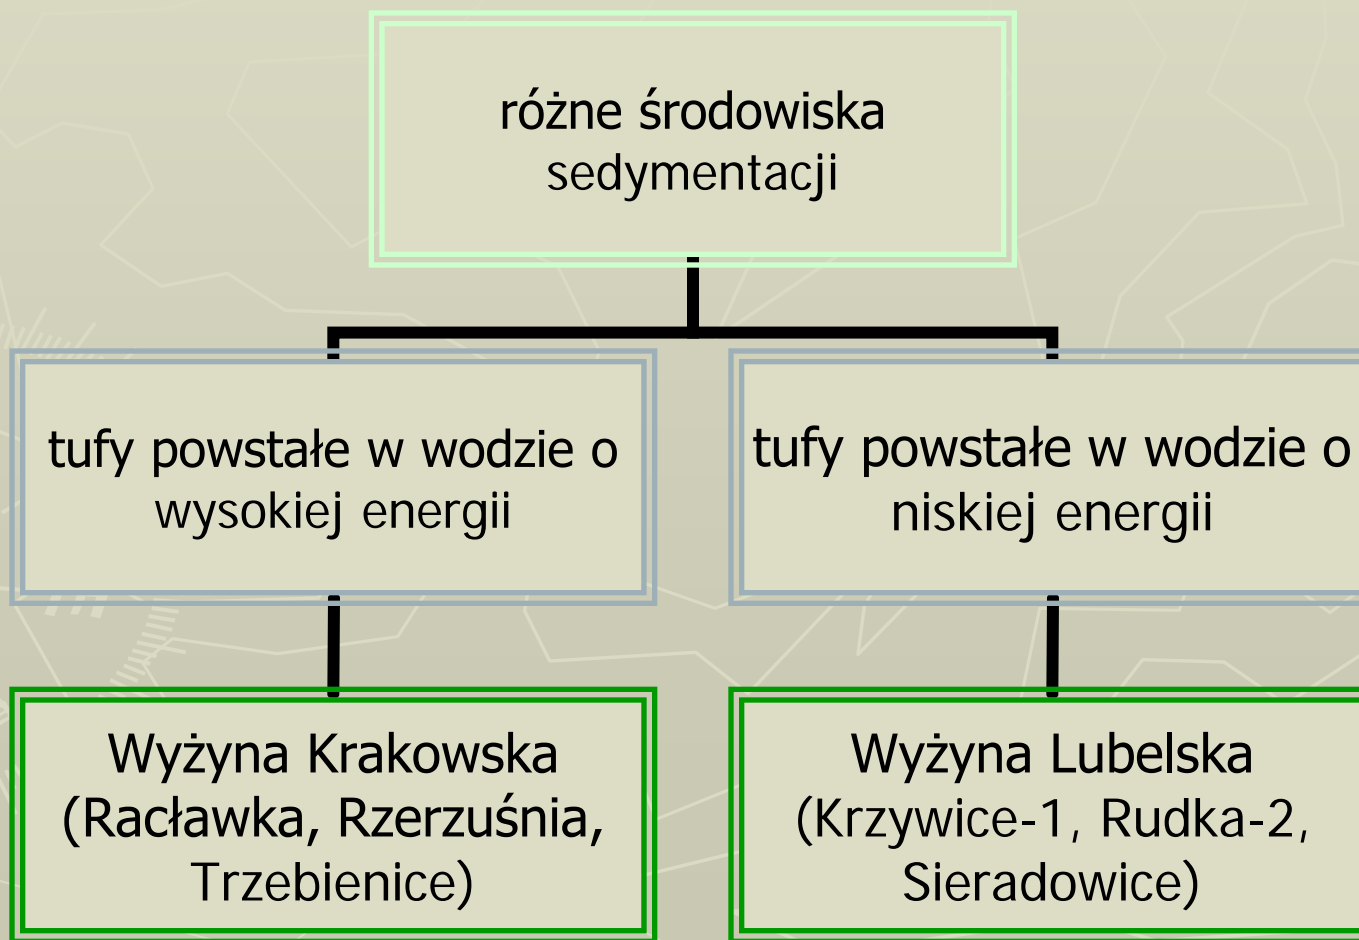 różne środowiska
sedymentacji
tufy powstałe w wodzie o
wysokiej energii
tufy powstałe w wodzie o
niskiej energii
Wyżyna Krakowska
(Racławka, Rzerzuśnia,
Trzebienice)
Wyżyna Lubelska
(Krzywice-1, Rudka-2,
Sieradowice)